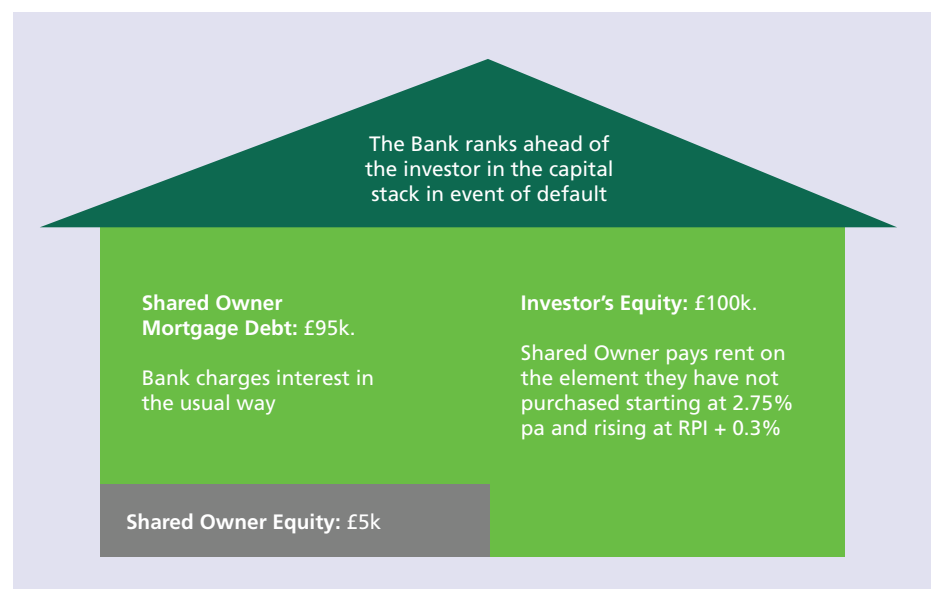 The Bank ranks ahead of
the investor in the capital
stack in event of default
Shared Owner
Mortgage Debt: £95k.
Bank charges interest in
the usual way
Investor's Equity: £100k.
Shared Owner pays rent on
the element they have not
purchased starting at 2.75%
pa and rising at RPI + 0.3%
Shared Owner Equity: £5k